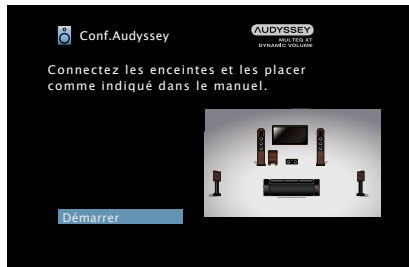 Conf.Audyssey
AUDYSSEY
MULTEQ XT
DYNAMIC VOLUME
Connectez les enceintes et les placer
comme indiqué dans le manuel.
Démarrer